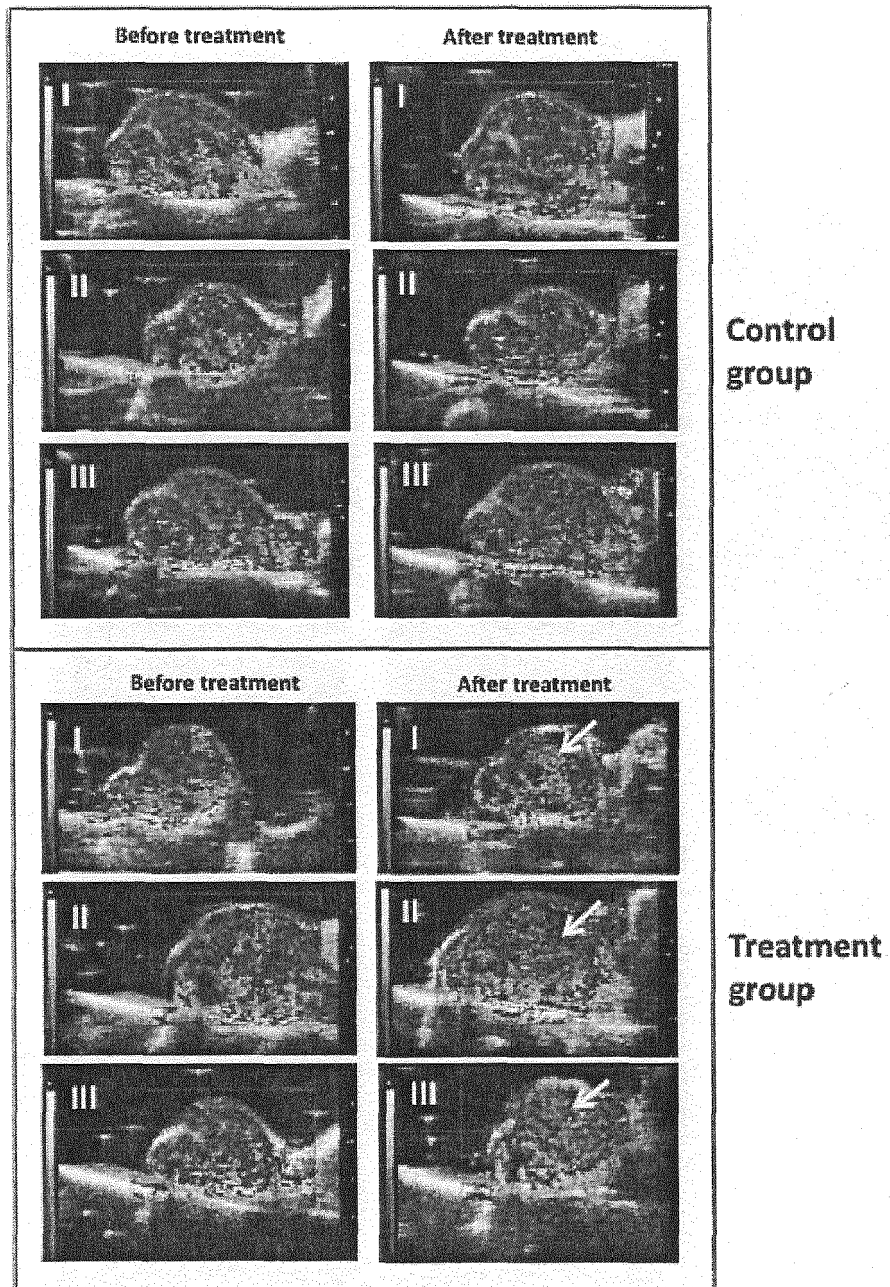 Before treatment After treatment
I I
II II
Control
group
III III
Before treatment After treatment
I I
II II
Treatment
group
III III